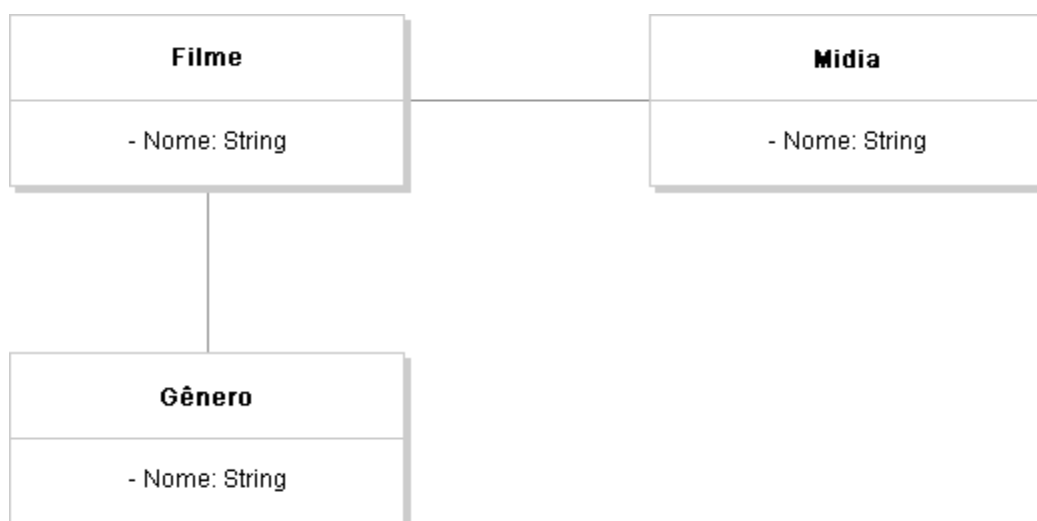 Filme
- Nome: String
Midia
- Nome: String
Gênero
- Nome: String